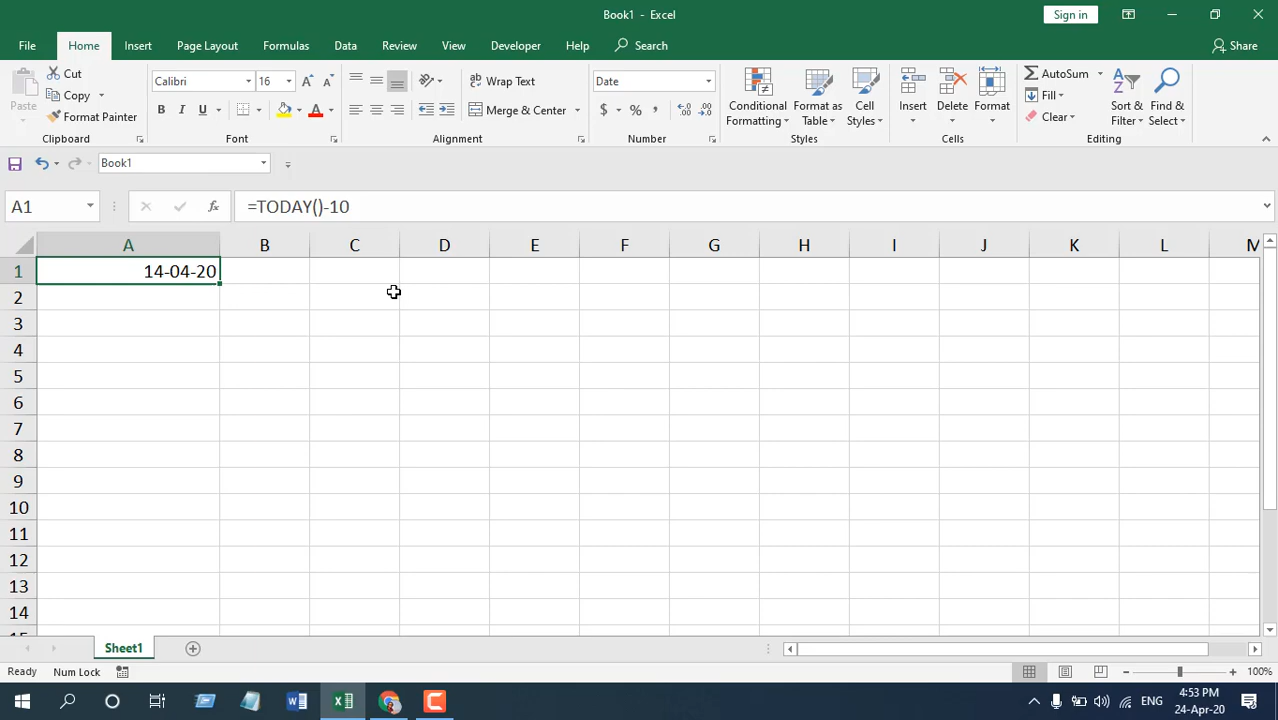 Book1 - Excel
Sign in
File Home Insert Page Layout Formulas Data Review View Developer Help Search Share
Paste
Cut
Copy
Format Painter
Clipboard
Calibri 16
B I U A
Font
Wrap Text
Merge & Center
Alignment
Date
$ % ,
Number
Conditional Formatting
Format as Table
Cell Styles
Styles
Insert Delete Format
Cells
AutoSum
Fill
Clear
Sort & Filter
Find & Select
Editing
Book1
A1 fx =TODAY()-10
A B C D E F G H I J K L M
1 14-04-20
2
3
4
5
6
7
8
9
10
11
12
13
14
15
Sheet1
Ready Num Lock 100%
ENG 4:53 PM
24-Apr-20